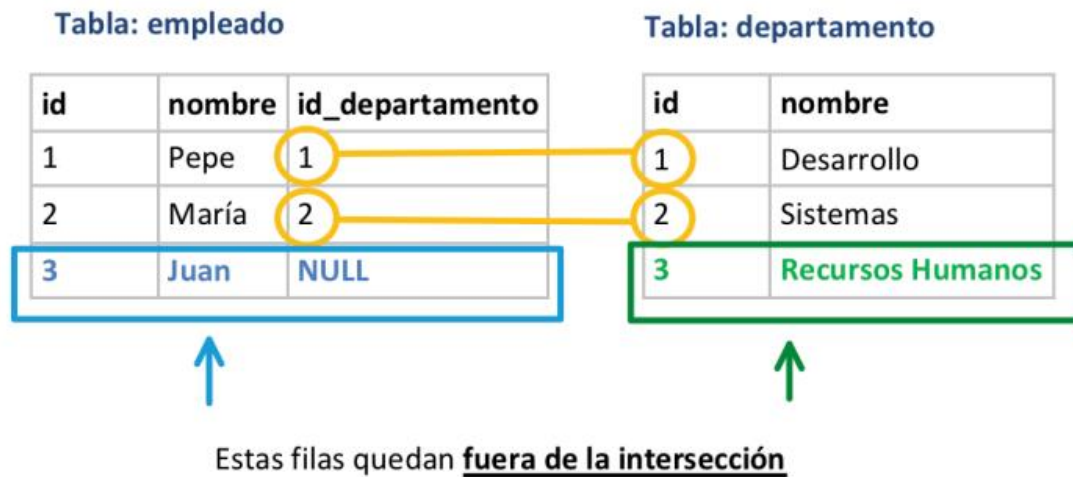 Tabla: empleado Tabla: departamento
id nombre id_departamento id nombre
1 Pepe 1 1 Desarrollo
2 María 2 2 Sistemas
3 Juan NULL 3 Recursos Humanos
Estas filas quedan fuera de la intersección